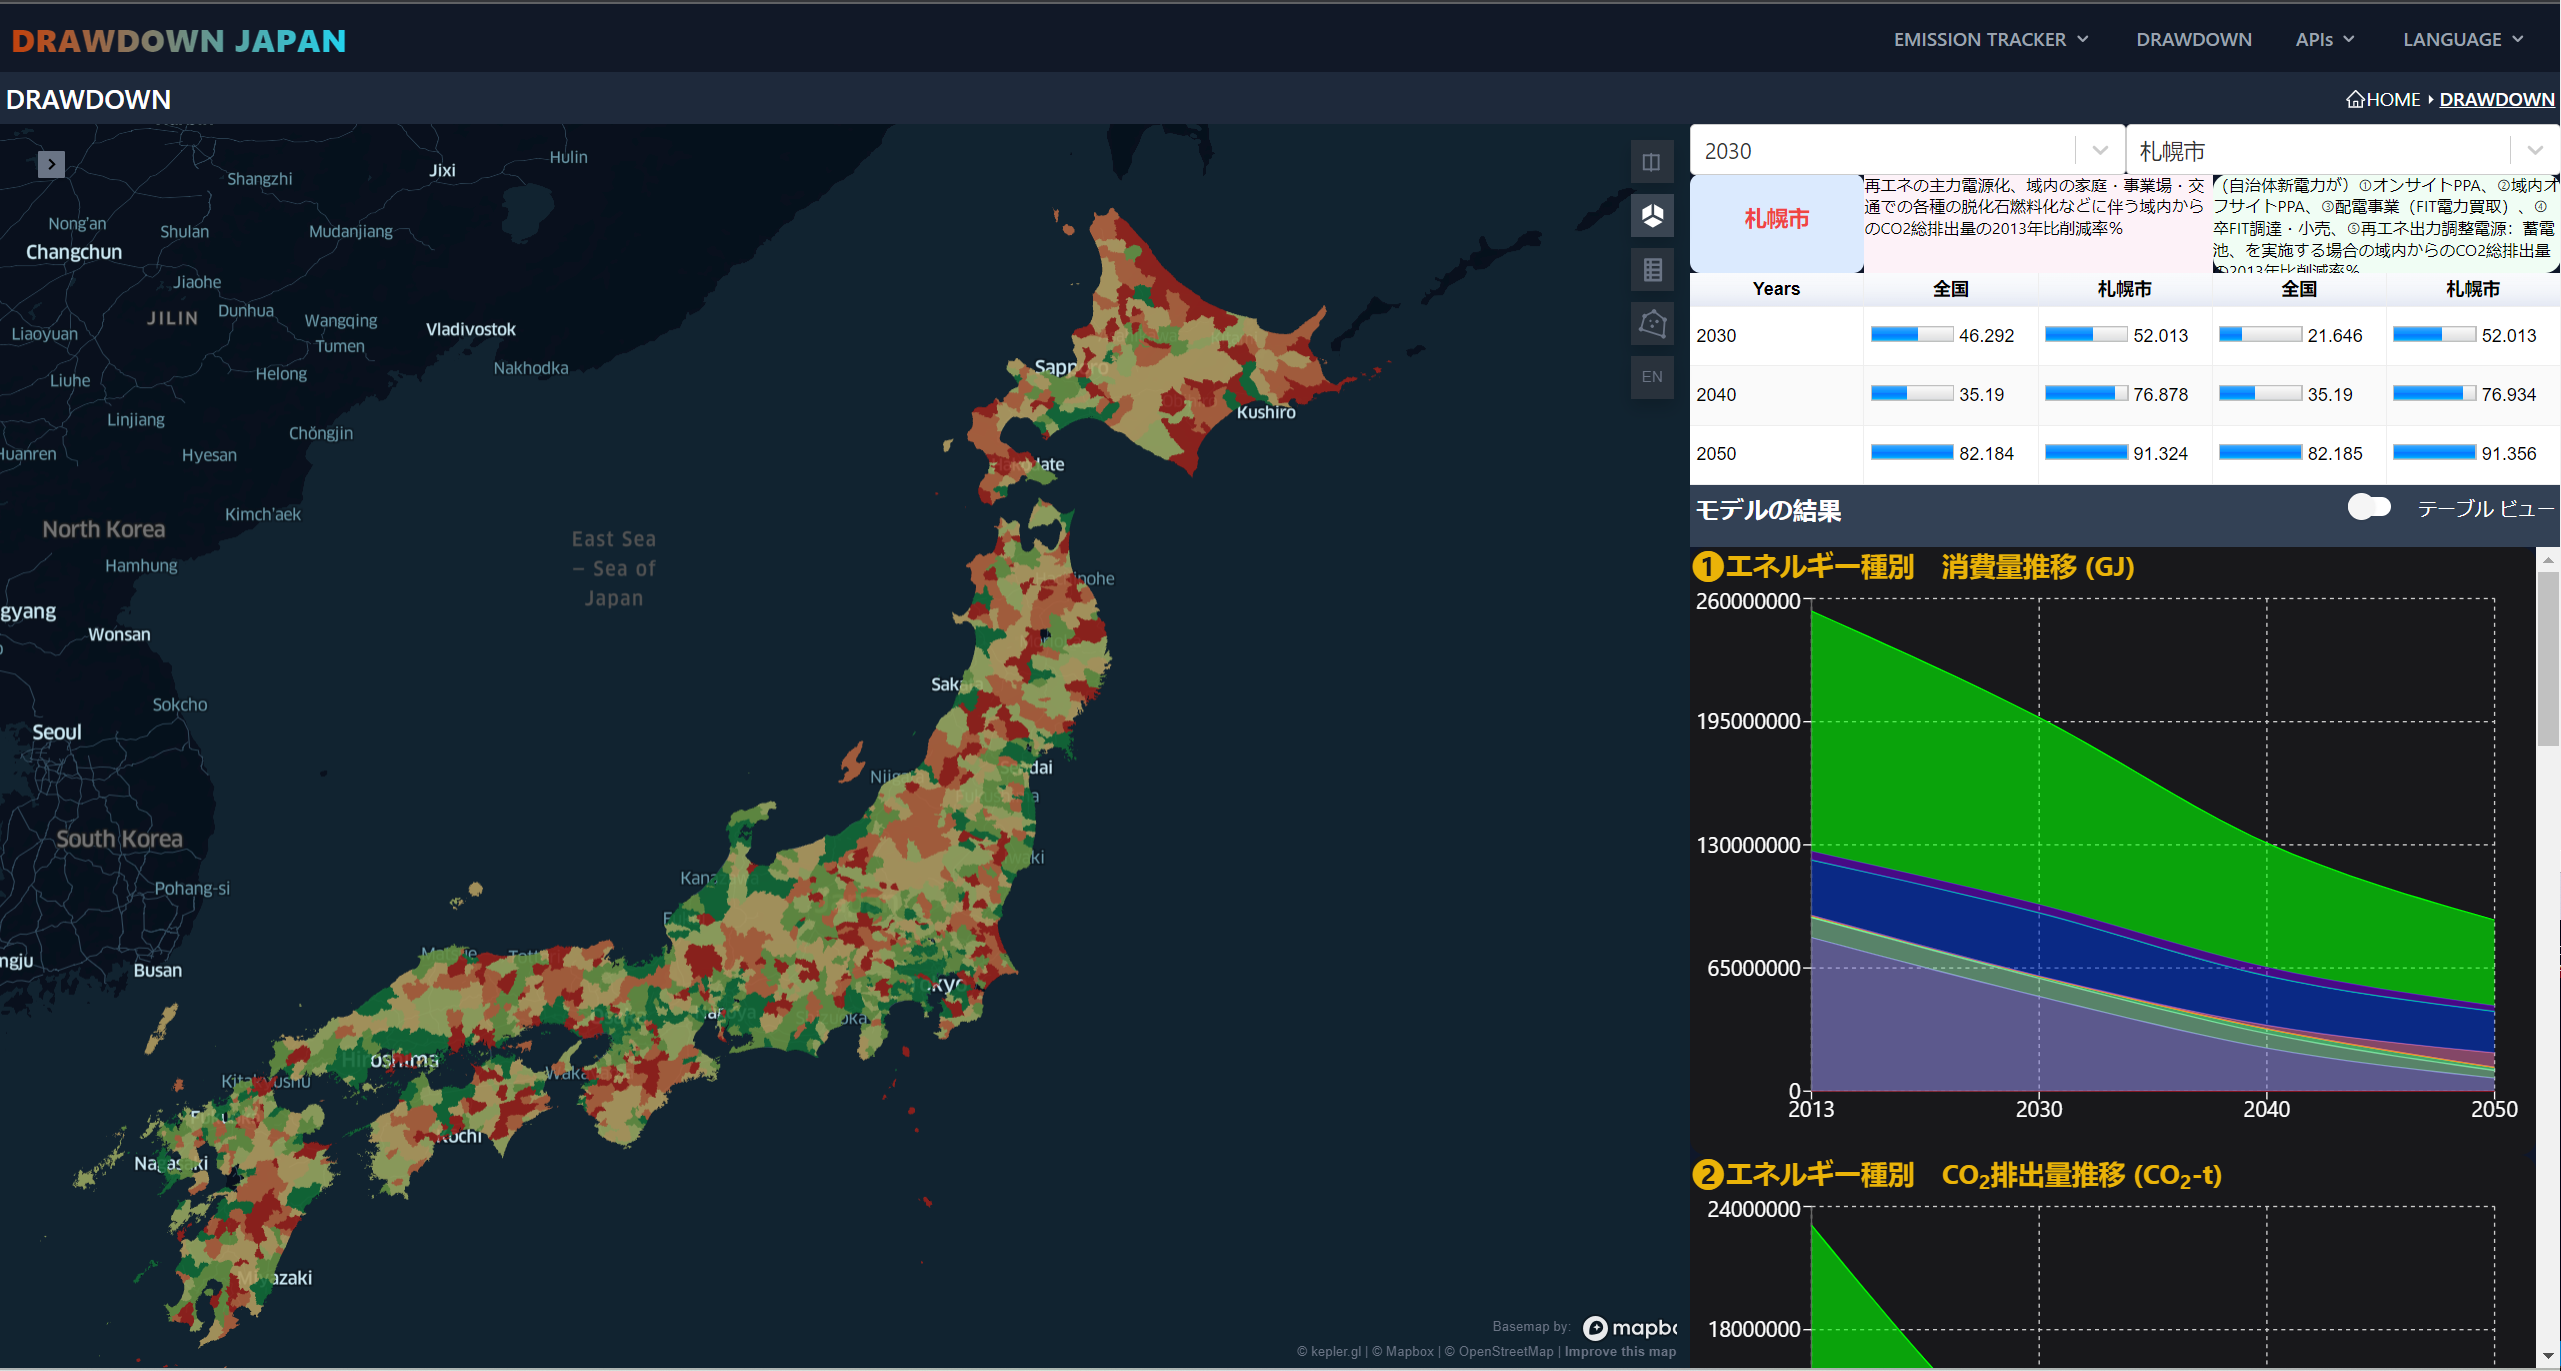 DRAWDOWN JAPAN
EMISSION TRACKER
DRAWDOWN
APIs
LANGUAGE
DRAWDOWN
HOME
DRAWDOWN
Hulin
Jixi
Shangzhi
Nong'an
Shulan
Mudanjiang
Changchun
Jiaohe
Dunhua
JILIN
Wangqing
Liaoyuan
Vladivostok
Tumen
Nakhodka
Helong
Liuhe
Linjiang
Chŏngjin
Huanren
Hyesan
Kimch'aek
North Korea
Hamhung
gyang
Wonsan
Sokcho
Seoul
South Korea
Pohang-si
ngju
Busan
East Sea
– Sea of
Japan
Kushiro
Nagasaki
EN
Basemap by:
© kepler.gl | © Mapbox | © OpenStreetMap | Improve this map
2030
札幌市
札幌市
再エネの主力電源化、域内の家庭・事業場・交
通での各種の脱化石燃料化などに伴う域内から
のCO2総排出量の2013年比削減率%
(自治体新電力が）①オンサイトPPA、②域内オ
フサイトPPA、③配電事業（FIT電力買取）、④
卒FIT調達・小売、⑤再エネ出力調整電源：蓄電
池、を実施する場合の域内からのCO2総排出量
の2013年比削減率%
Years 全国 札幌市 全国 札幌市
2030 46.292 52.013 21.646 52.013
2040 35.19 76.878 35.19 76.934
2050 82.184 91.324 82.185 91.356
モデルの結果
テーブル ビュー
❶エネルギー種別　消費量推移 (GJ)
260000000
195000000
130000000
65000000
0
2013 2030 2040 2050
❷エネルギー種別　CO2排出量推移 (CO2-t)
24000000
18000000